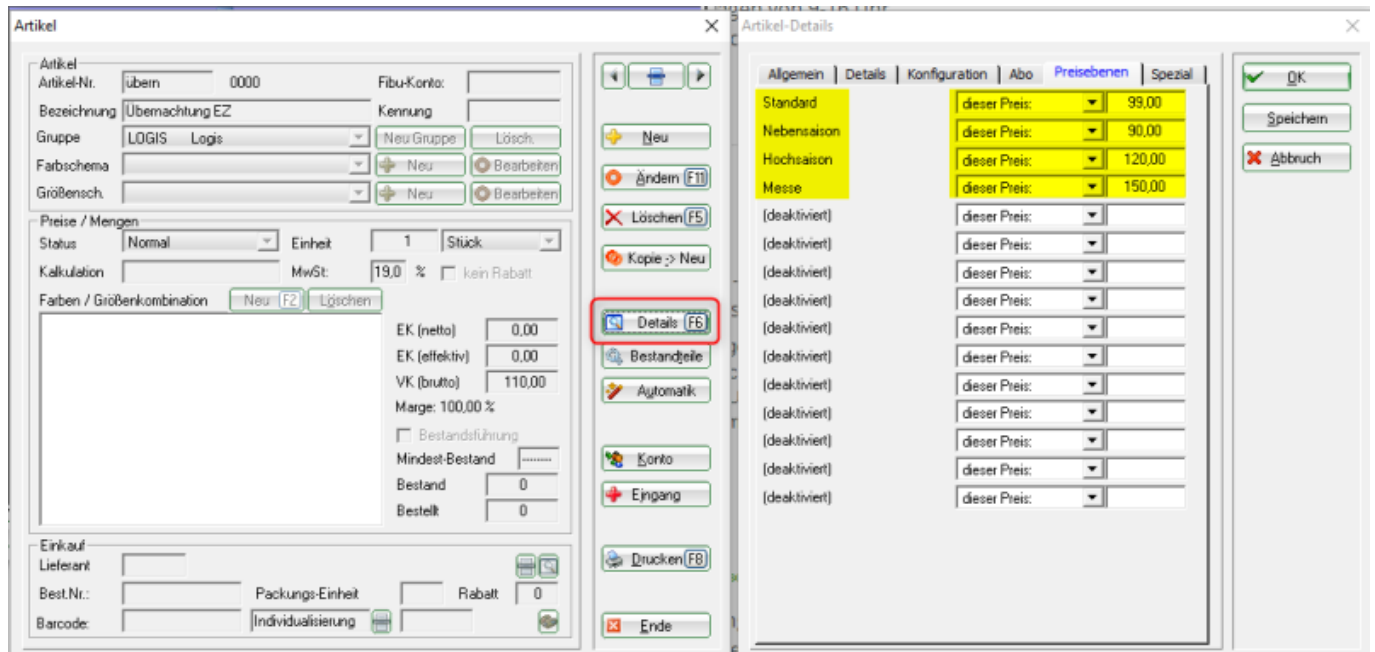 Artikel
Artikel
Artikel-Nr. übern 0000 Fibu-Konto:
Bezeichnung Übernachtung EZ Kennung
Gruppe LOGIS Logis Neu Gruppe Lösch.
Farbschema Neu Bearbeiten
Größensch. Neu Bearbeiten
Preise / Mengen
Status Normal Einheit 1 Stück
Kalkulation MwSt: 19,0 % kein Rabatt
Farben / Größenkombination Neu F2 Löschen
EK (netto) 0,00
EK (effektiv) 0,00
VK (brutto) 110,00
Marge: 100,00 %
Bestandsführung
Mindest-Bestand --------
Bestand 0
Bestellt 0
Einkauf
Lieferant
Best.Nr.: Packungs-Einheit Rabatt 0
Barcode: Individualisierung
Neu
Ändern F11
Löschen F5
Kopie -> Neu
Details F6
Bestandteile
Automatik
Konto
Eingang
Drucken F8
Ende
Artikel-Details
Allgemein Details Konfiguration Abo Preisebenen Spezial
Standard dieser Preis: 99,00
Nebensaison dieser Preis: 90,00
Hochsaison dieser Preis: 120,00
Messe dieser Preis: 150,00
(deaktiviert) dieser Preis:
(deaktiviert) dieser Preis:
(deaktiviert) dieser Preis:
(deaktiviert) dieser Preis:
(deaktiviert) dieser Preis:
(deaktiviert) dieser Preis:
(deaktiviert) dieser Preis:
(deaktiviert) dieser Preis:
(deaktiviert) dieser Preis:
(deaktiviert) dieser Preis:
(deaktiviert) dieser Preis:
OK
Speichern
Abbruch